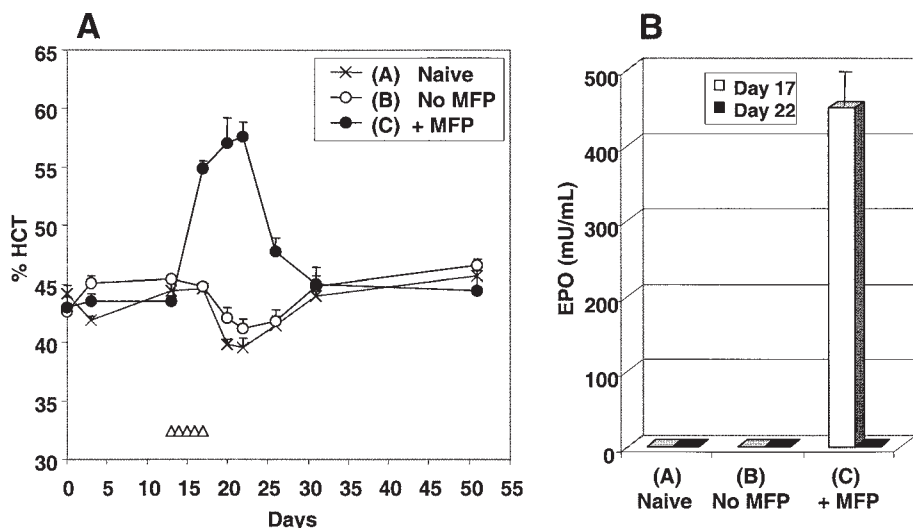 A
65
60
55
50
45
40
35
30
% HCT
(A) Naive
(B) No MFP
(C) + MFP
0 5 10 15 20 25 30 35 40 45 50 55
Days
B
500
400
300
200
100
0
EPO (mU/mL)
Day 17
Day 22
(A) (B) (C)
Naive No MFP + MFP